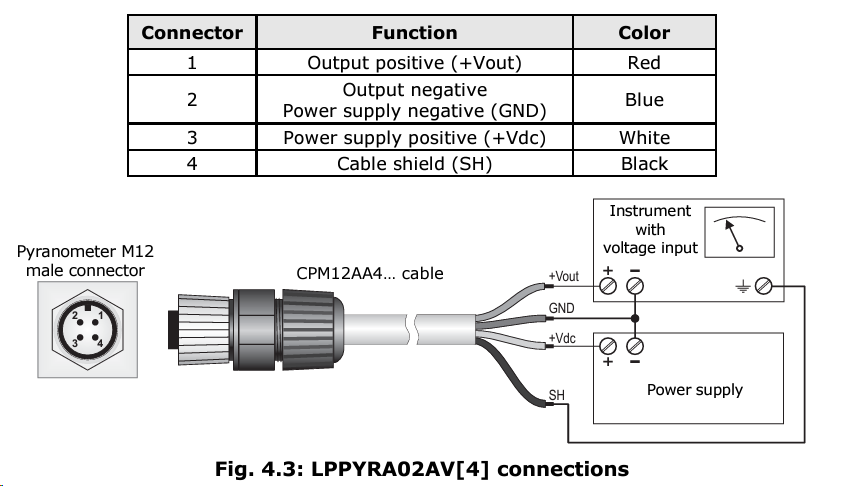 Connector Function Color
1 Output positive (+Vout) Red
2 Output negative Blue
Power supply negative (GND)
3 Power supply positive (+Vdc) White
4 Cable shield (SH) Black
Pyranometer M12
male connector
2 1
3 4
CPM12AA4... cable
+Vout
GND
+Vdc
SH
Instrument
with
voltage input
+ −
+ −
Power supply
Fig. 4.3: LPPYRA02AV[4] connections